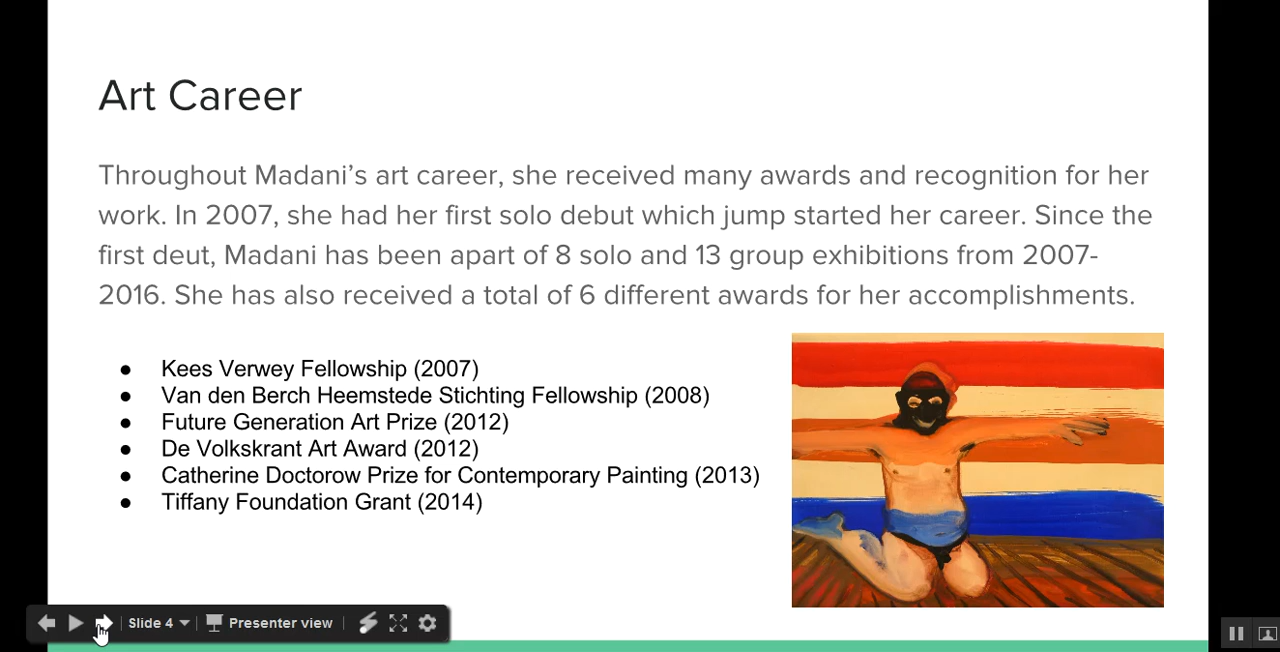 Art Career
Throughout Madani’s art career, she received many awards and recognition for her
work. In 2007, she had her first solo debut which jump started her career. Since the
first deut, Madani has been apart of 8 solo and 13 group exhibitions from 2007-
2016. She has also received a total of 6 different awards for her accomplishments.
● Kees Verwey Fellowship (2007)
● Van den Berch Heemstede Stichting Fellowship (2008)
● Future Generation Art Prize (2012)
● De Volkskrant Art Award (2012)
● Catherine Doctorow Prize for Contemporary Painting (2013)
● Tiffany Foundation Grant (2014)
Slide 4 Presenter view